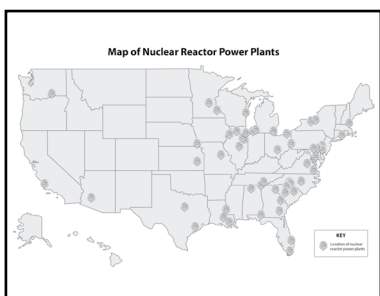 Map of Nuclear Reactor Power Plants
KEY
Location of nuclear
reactor power plants